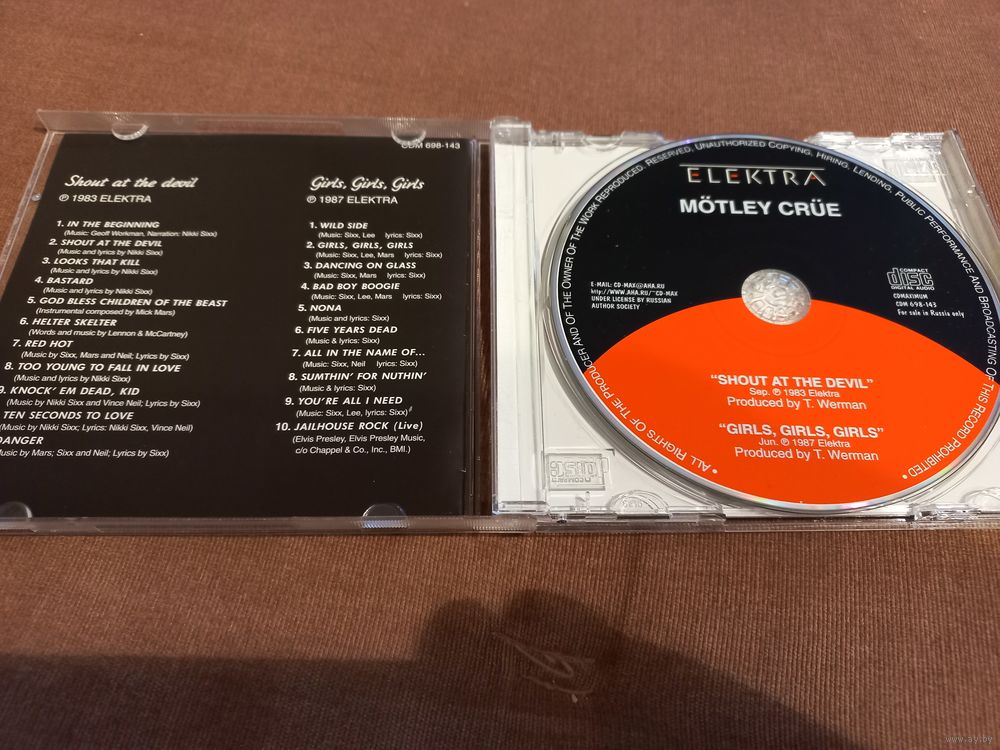 CDM 698-143
Shout at the devil
℗ 1983 ELEKTRA
1. IN THE BEGINNING
(Music: Geoff Workman, Narration: Nikki Sixx)
2. SHOUT AT THE DEVIL
(Music and lyrics by Nikki Sixx)
3. LOOKS THAT KILL
(Music and lyrics by Nikki Sixx)
4. BASTARD
(Music and lyrics by Nikki Sixx)
5. GOD BLESS CHILDREN OF THE BEAST
(Instrumental composed by Mick Mars)
6. HELTER SKELTER
(Words and music by Lennon & McCartney)
7. RED HOT
(Music by Sixx, Mars and Neil; Lyrics by Sixx)
8. TOO YOUNG TO FALL IN LOVE
(Music and lyrics by Nikki Sixx)
9. KNOCK' EM DEAD, KID
(Music by Nikki Sixx and Vince Neil; Lyrics by Sixx)
TEN SECONDS TO LOVE
(Music by Nikki Sixx; Lyrics: Nikki Sixx, Vince Neil)
DANGER
Music by Mars; Sixx and Neil; Lyrics by Sixx)
Girls, Girls, Girls
℗ 1987 ELEKTRA
1. WILD SIDE
(Music: Sixx, Lee lyrics: Sixx)
2. GIRLS, GIRLS, GIRLS
(Music: Sixx, Lee, Mars lyrics: Sixx)
3. DANCING ON GLASS
(Music: Sixx, Mars lyrics: Sixx)
4. BAD BOY BOOGIE
(Music: Sixx, Lee, Mars lyrics: Sixx)
5. NONA
(Music and lyrics: Sixx)
6. FIVE YEARS DEAD
(Music & lyrics: Sixx)
7. ALL IN THE NAME OF...
(Music: Sixx, Neil lyrics: Sixx)
8. SUMTHIN' FOR NUTHIN'
(Music & lyrics: Sixx)
9. YOU'RE ALL I NEED
(Music: Sixx, Lee, lyrics: Sixx)
10. JAILHOUSE ROCK (Live)
(Elvis Presley, Elvis Presley Music,
c/o Chappel & Co., Inc., BMI.)
• ALL RIGHTS OF THE PRODUCER AND OF THE OWNER OF THE WORK REPRODUCED, RESERVED, UNAUTHORIZED COPYING, HIRING, LENDING, PUBLIC PERFORMANCE AND BROADCASTING OF THIS RECORD PROHIBITED •
ELEKTRA
MÖTLEY CRÜE
E-MAIL: CD-MAX@AHA.RU
http://WWW.AHA.RU/~CD-MAX
UNDER LICENSE BY RUSSIAN
AUTHOR SOCIETY
COMPACT
disc
DIGITAL AUDIO
CDMAXIMUM
CDM 698-143
For sale in Russia only
"SHOUT AT THE DEVIL"
Sep. ℗ 1983 Elektra
Produced by T. Werman
"GIRLS, GIRLS, GIRLS"
Jun. ℗ 1987 Elektra
Produced by T. Werman
disc
www.ay.by